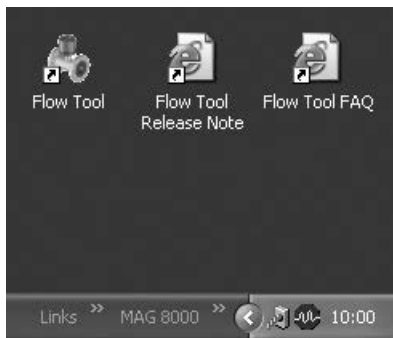 Flow Tool
Flow Tool
Release Note
Flow Tool FAQ
Links
MAG 8000
10:00